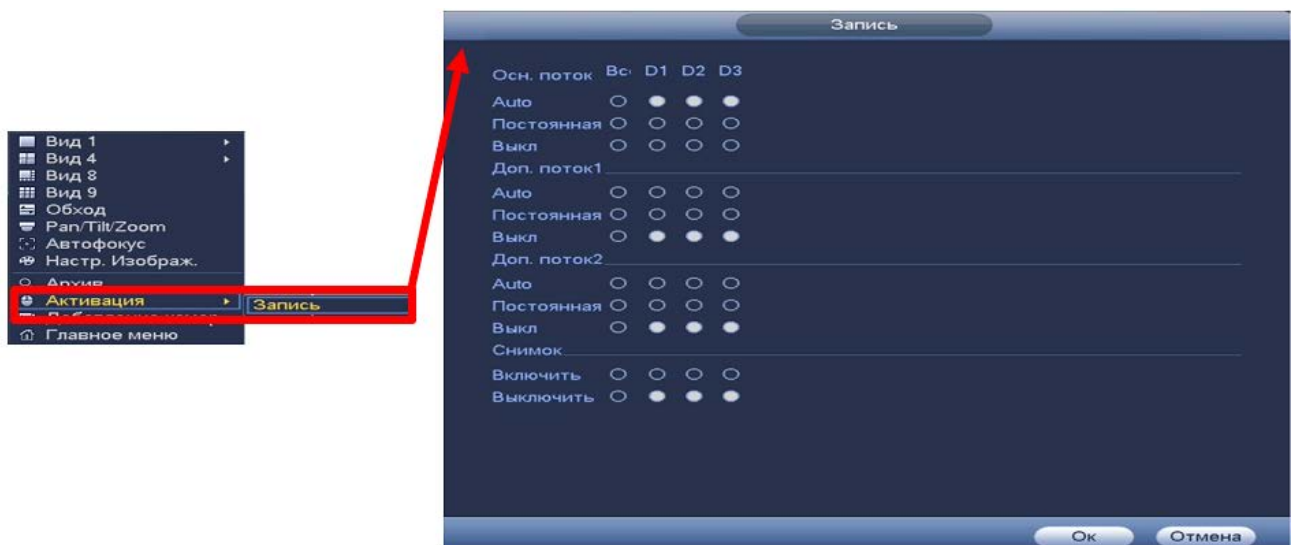 Вид 1
Вид 4
Вид 8
Вид 9
Обход
Pan/Tilt/Zoom
Автофокус
Настр. Изображ.
Архив
Активация
Запись
Главное меню
Запись
Осн. поток Вс D1 D2 D3
Auto
Постоянная
Выкл
Доп. поток1
Auto
Постоянная
Выкл
Доп. поток2
Auto
Постоянная
Выкл
Снимок
Включить
Выключить
Ок Отмена